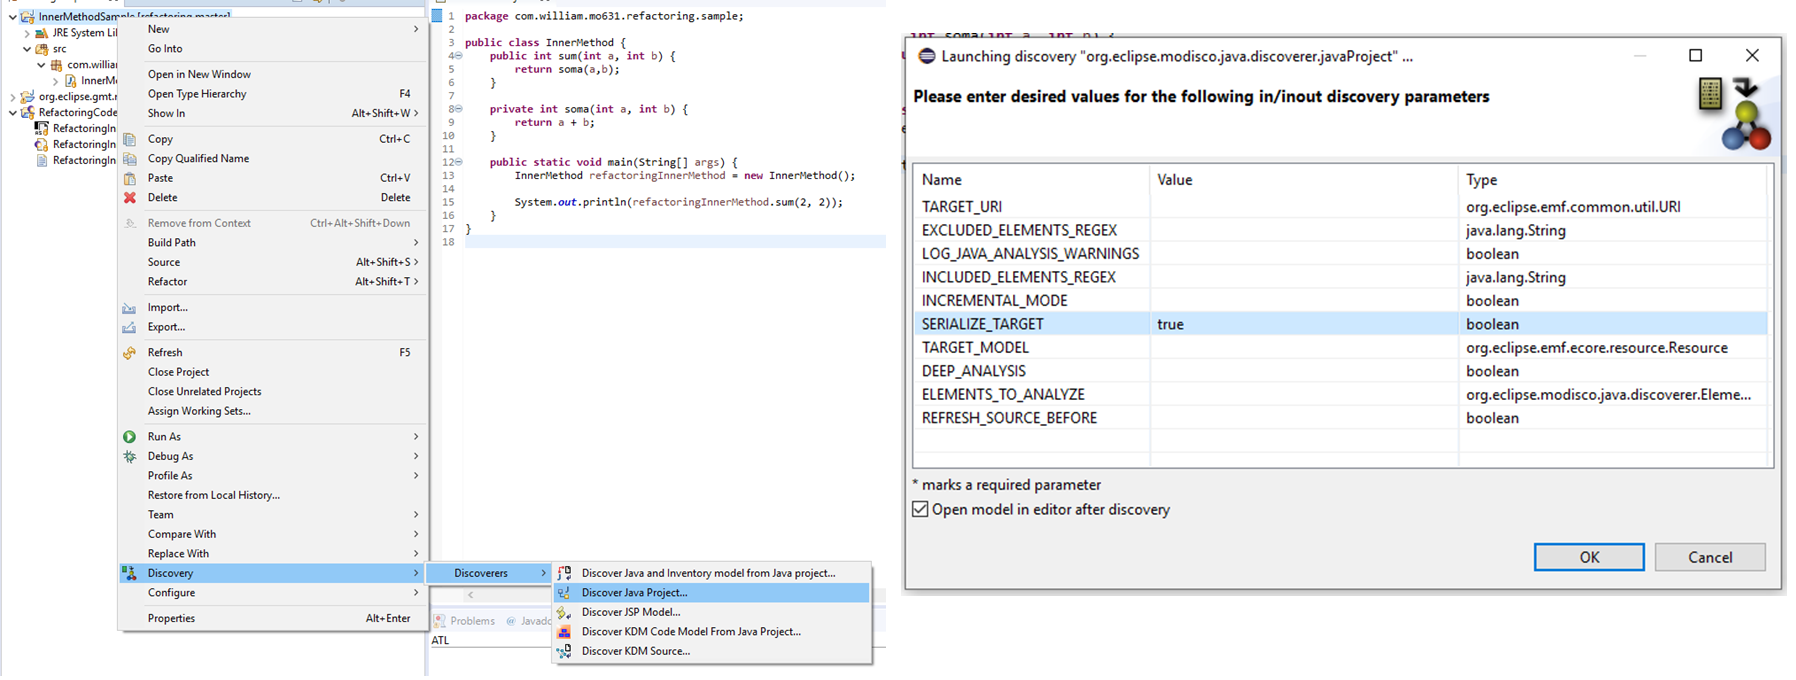 InnerMethodSample [refactoring master]
JRE System Li
src
com.willia
InnerM
org.eclipse.gmt.r
RefactoringCode
RefactoringIn
RefactoringIn
RefactoringIn
New
Go Into
Open in New Window
Open Type Hierarchy F4
Show In Alt+Shift+W >
Copy Ctrl+C
Copy Qualified Name
Paste Ctrl+V
Delete Delete
Remove from Context Ctrl+Alt+Shift+Down
Build Path
Source Alt+Shift+S >
Refactor Alt+Shift+T >
Import...
Export...
Refresh F5
Close Project
Close Unrelated Projects
Assign Working Sets...
Run As
Debug As
Profile As
Restore from Local History...
Team
Compare With
Replace With
Discovery
Configure
Properties Alt+Enter
Discoverers
Discover Java and Inventory model from Java project...
Discover Java Project...
Discover JSP Model...
Discover KDM Code Model From Java Project...
Discover KDM Source...
1 package com.william.mo631.refactoring.sample;
2
3 public class InnerMethod {
4 public int sum(int a, int b) {
5 return soma(a,b);
6 }
7
8 private int soma(int a, int b) {
9 return a + b;
10 }
11
12 public static void main(String[] args) {
13 InnerMethod refactoringInnerMethod = new InnerMethod();
14
15 System.out.println(refactoringInnerMethod.sum(2, 2));
16 }
17 }
18
Problems @ Javado
ATL
Launching discovery "org.eclipse.modisco.java.discoverer.javaProject" ...
Please enter desired values for the following in/inout discovery parameters
Name Value Type
TARGET_URI org.eclipse.emf.common.util.URI
EXCLUDED_ELEMENTS_REGEX java.lang.String
LOG_JAVA_ANALYSIS_WARNINGS boolean
INCLUDED_ELEMENTS_REGEX java.lang.String
INCREMENTAL_MODE boolean
SERIALIZE_TARGET true boolean
TARGET_MODEL org.eclipse.emf.ecore.resource.Resource
DEEP_ANALYSIS boolean
ELEMENTS_TO_ANALYZE org.eclipse.modisco.java.discoverer.Eleme...
REFRESH_SOURCE_BEFORE boolean
* marks a required parameter
Open model in editor after discovery
OK Cancel